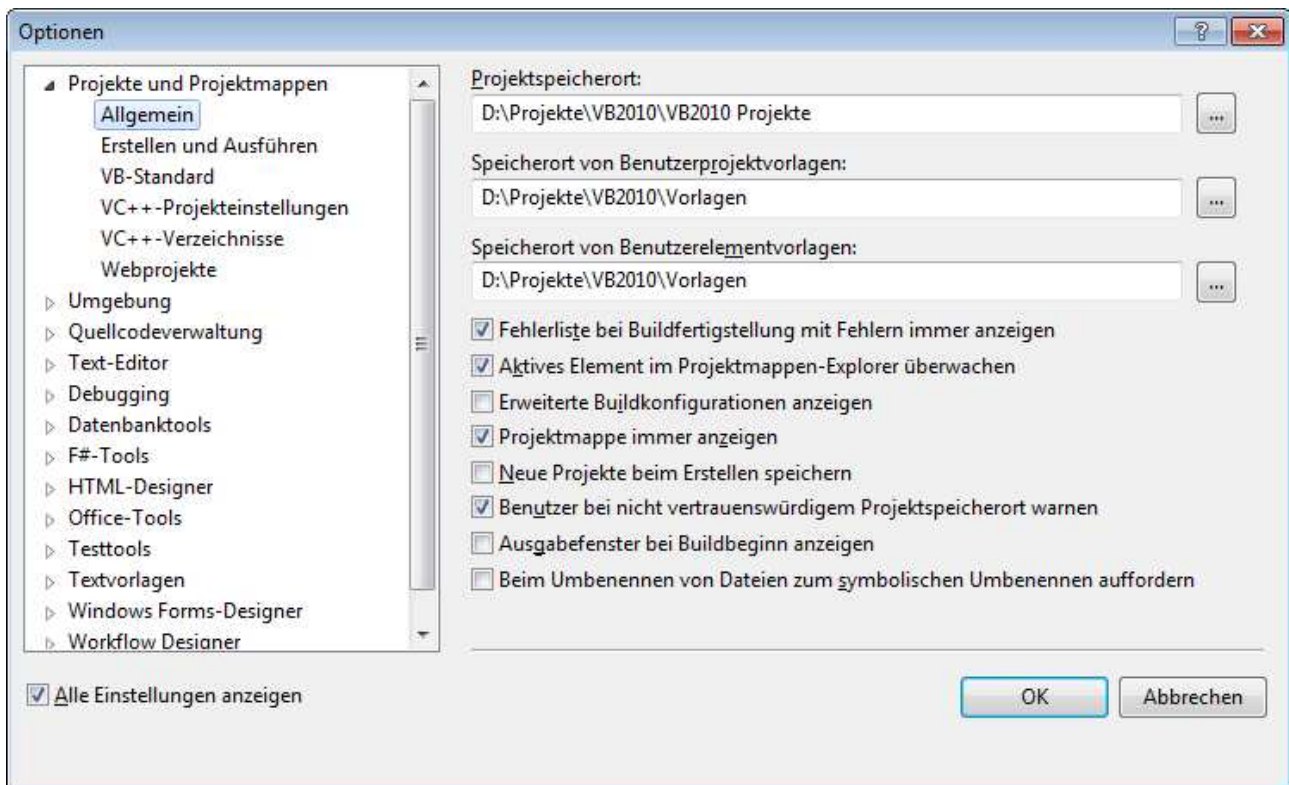 Optionen
Projekte und Projektmappen
Allgemein
Erstellen und Ausführen
VB-Standard
VC++-Projekteinstellungen
VC++-Verzeichnisse
Webprojekte
Umgebung
Quellcodeverwaltung
Text-Editor
Debugging
Datenbanktools
F#-Tools
HTML-Designer
Office-Tools
Testtools
Textvorlagen
Windows Forms-Designer
Workflow Designer
Alle Einstellungen anzeigen
Projektspeicherort:
D:\Projekte\VB2010\VB2010 Projekte
...
Speicherort von Benutzerprojektvorlagen:
D:\Projekte\VB2010\Vorlagen
...
Speicherort von Benutzerelementvorlagen:
D:\Projekte\VB2010\Vorlagen
...
Fehlerliste bei Buildfertigstellung mit Fehlern immer anzeigen
Aktives Element im Projektmappen-Explorer überwachen
Erweiterte Buildkonfigurationen anzeigen
Projektmappe immer anzeigen
Neue Projekte beim Erstellen speichern
Benutzer bei nicht vertrauenswürdigem Projektspeicherort warnen
Ausgabefenster bei Buildbeginn anzeigen
Beim Umbenennen von Dateien zum symbolischen Umbenennen auffordern
OK
Abbrechen